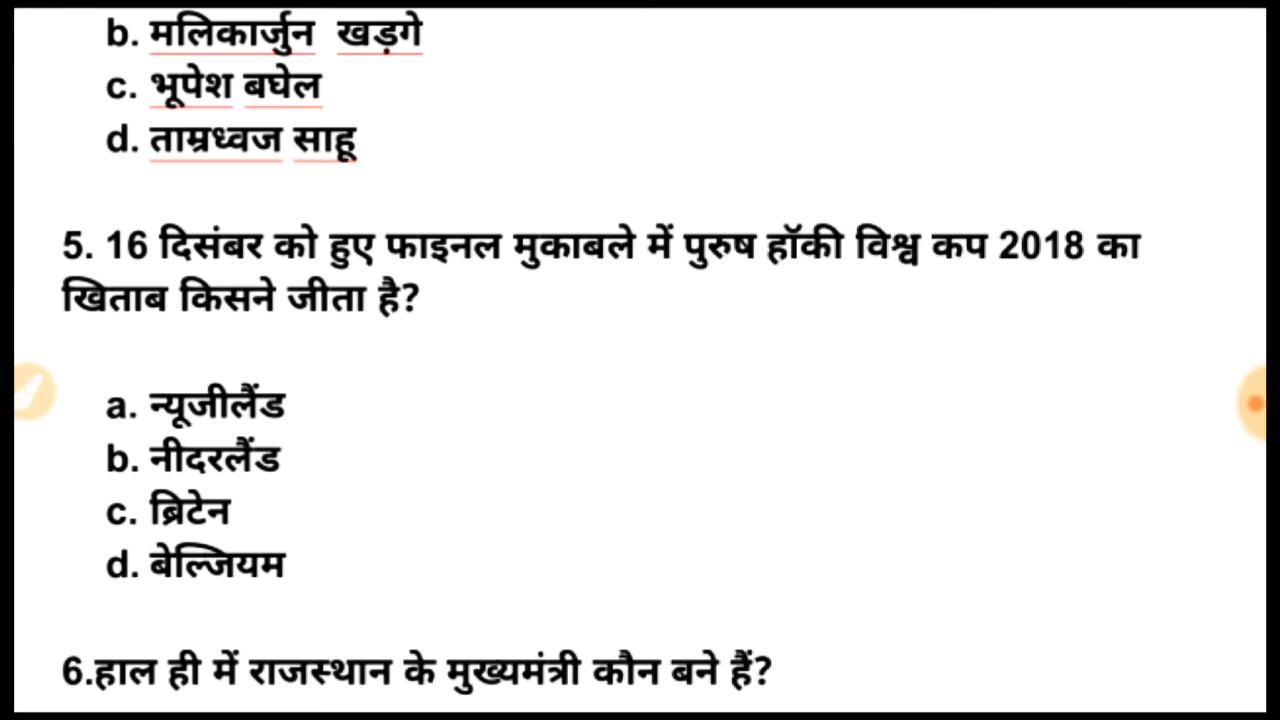 b. मलिकार्जुन खड़गे
c. भूपेश बघेल
d. ताम्रध्वज साहू
5. 16 दिसंबर को हुए फाइनल मुकाबले में पुरुष हॉकी विश्व कप 2018 का
खिताब किसने जीता है?
a. न्यूजीलैंड
b. नीदरलैंड
c. ब्रिटेन
d. बेल्जियम
6.हाल ही में राजस्थान के मुख्यमंत्री कौन बने हैं?